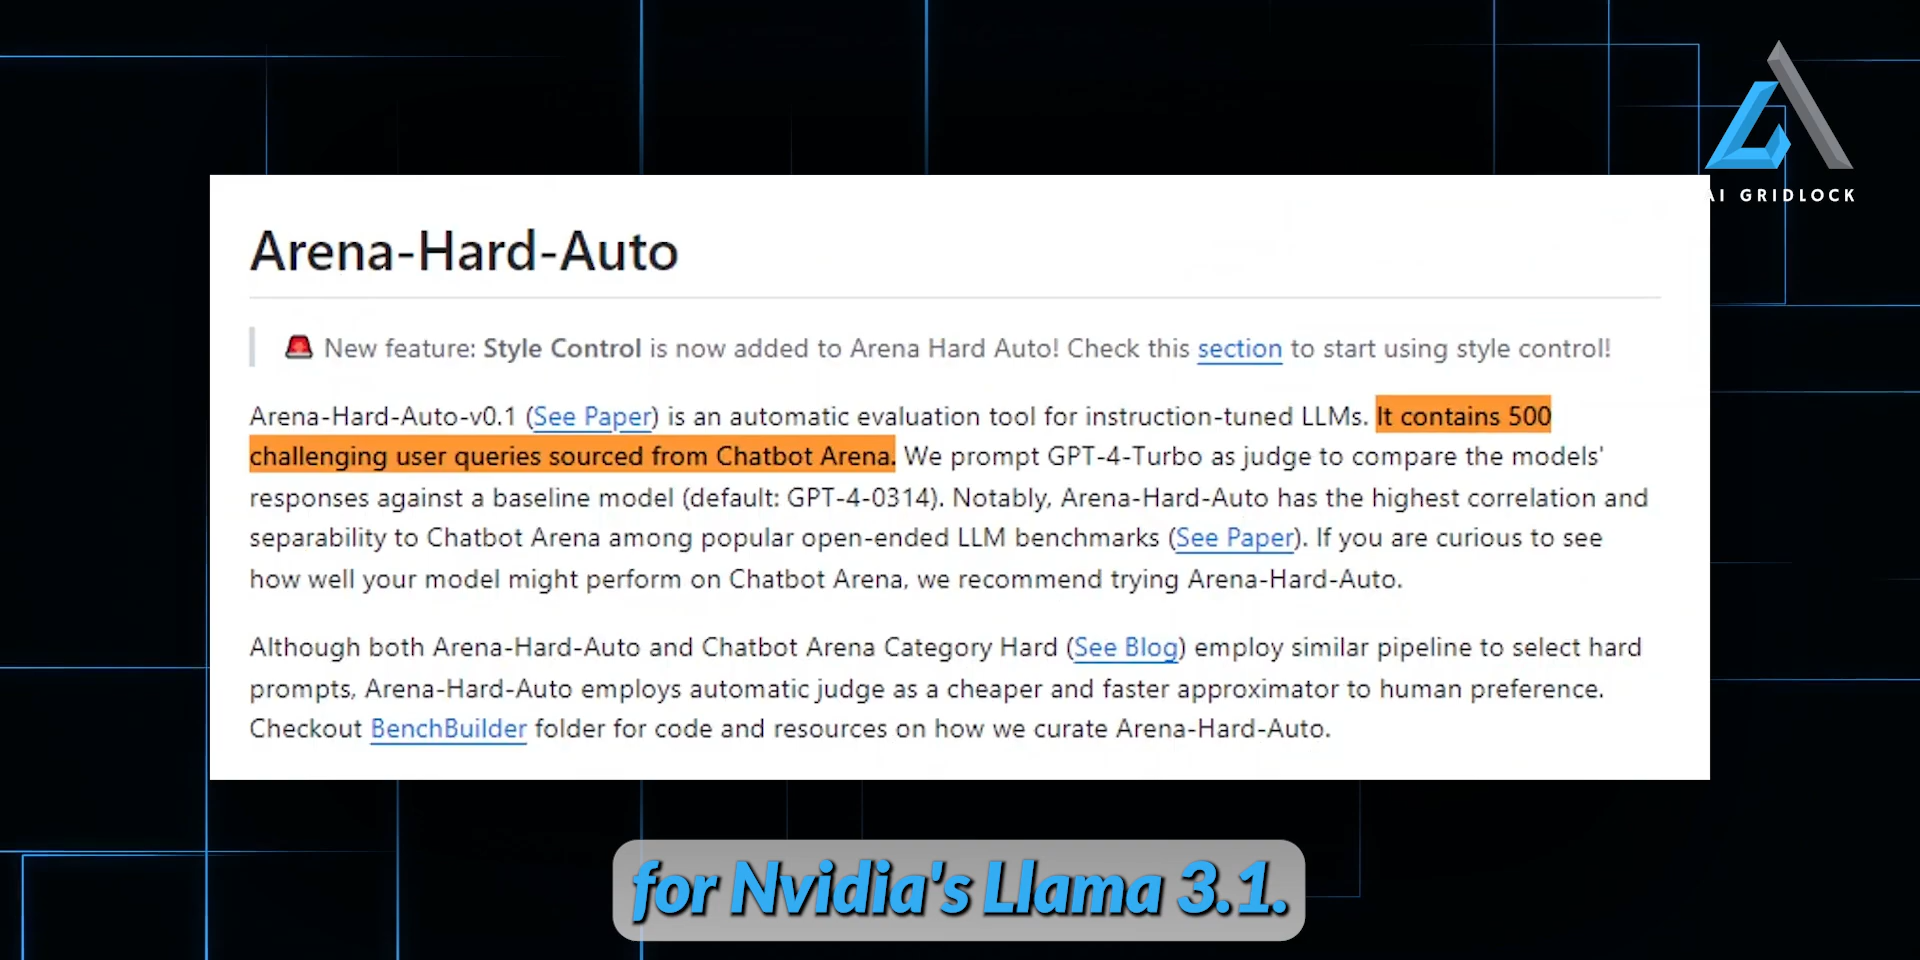 AI GRIDLOCK
Arena-Hard-Auto
🚨 New feature: Style Control is now added to Arena Hard Auto! Check this section to start using style control!
Arena-Hard-Auto-v0.1 (See Paper) is an automatic evaluation tool for instruction-tuned LLMs. It contains 500
challenging user queries sourced from Chatbot Arena. We prompt GPT-4-Turbo as judge to compare the models'
responses against a baseline model (default: GPT-4-0314). Notably, Arena-Hard-Auto has the highest correlation and
separability to Chatbot Arena among popular open-ended LLM benchmarks (See Paper). If you are curious to see
how well your model might perform on Chatbot Arena, we recommend trying Arena-Hard-Auto.
Although both Arena-Hard-Auto and Chatbot Arena Category Hard (See Blog) employ similar pipeline to select hard
prompts, Arena-Hard-Auto employs automatic judge as a cheaper and faster approximator to human preference.
Checkout BenchBuilder folder for code and resources on how we curate Arena-Hard-Auto.
for Nvidia's Llama 3.1.